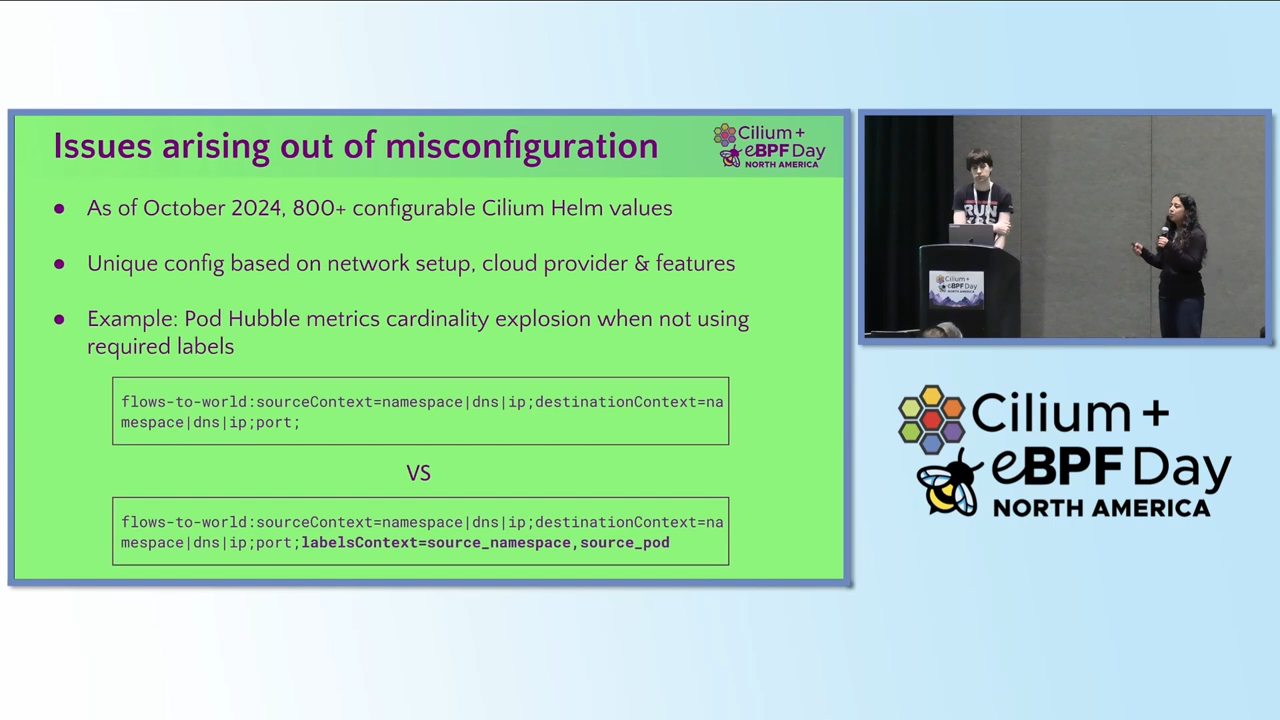 Issues arising out of misconfiguration
Cilium +
eBPF Day
NORTH AMERICA
● As of October 2024, 800+ configurable Cilium Helm values
● Unique config based on network setup, cloud provider & features
● Example: Pod Hubble metrics cardinality explosion when not using
required labels
flows-to-world:sourceContext=namespace|dns|ip;destinationContext=na
mespace|dns|ip;port;
VS
flows-to-world:sourceContext=namespace|dns|ip;destinationContext=na
mespace|dns|ip;port;labelsContext=source_namespace,source_pod
RUN
Cilium +
eBPF Day
NORTH AMERICA
Cilium +
eBPF Day
NORTH AMERICA